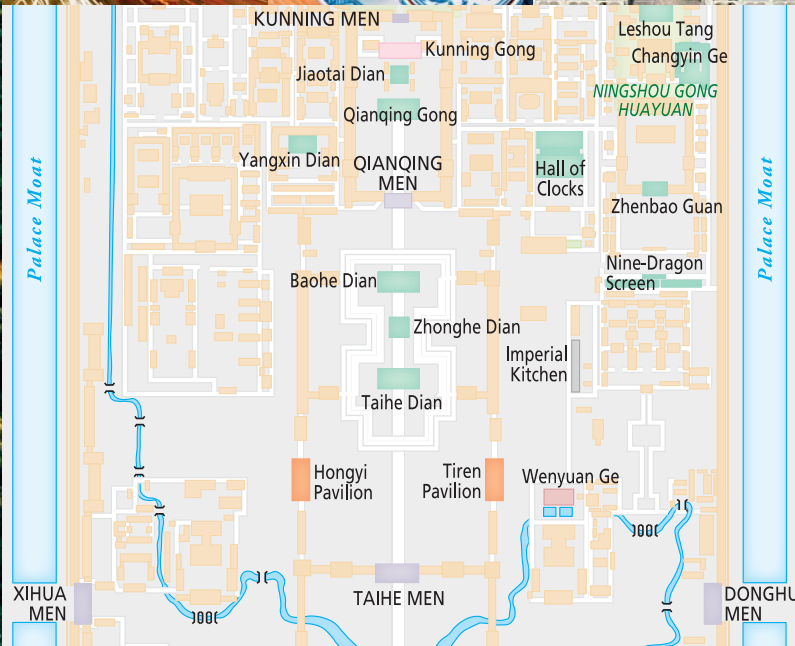 KUNNING MEN
Leshou Tang
Kunning Gong
Changyin Ge
Jiaotai Dian
NINGSHOU GONG
HUAYUAN
Qianqing Gong
Yangxin Dian
QIANQING
MEN
Hall of
Clocks
Palace Moat
Palace Moat
Zhenbao Guan
Baohe Dian
Nine-Dragon
Screen
Zhonghe Dian
Imperial
Kitchen
Taihe Dian
Hongyi
Pavilion
Tiren
Pavilion
Wenyuan Ge
XIHUA
MEN
TAIHE MEN
DONGHU
MEN